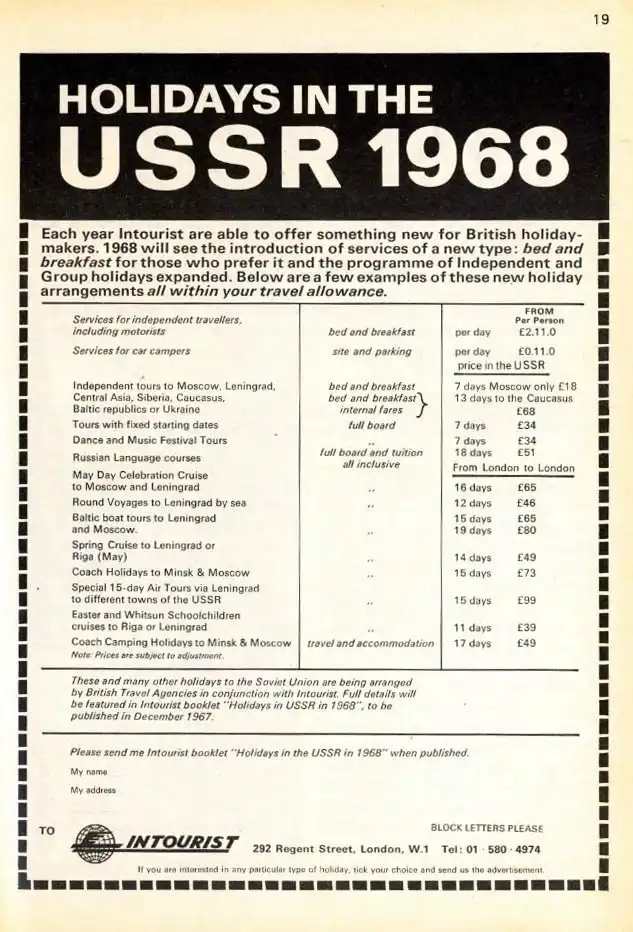 19
HOLIDAYS IN THE
USSR 1968
Each year Intourist are able to offer something new for British holiday-
makers. 1968 will see the introduction of services of a new type: bed and
breakfast for those who prefer it and the programme of Independent and
Group holidays expanded. Below are a few examples of these new holiday
arrangements all within your travel allowance.
FROM
Per Person
Services for independent travellers,
including motorists bed and breakfast per day £2.11.0
Services for car campers site and parking per day £0.11.0
price in the USSR
Independent tours to Moscow, Leningrad, bed and breakfast 7 days Moscow only £18
Central Asia, Siberia, Caucasus, bed and breakfast } 13 days to the Caucasus
Baltic republics or Ukraine internal fares £68
Tours with fixed starting dates full board 7 days £34
Dance and Music Festival Tours ,, 7 days £34
Russian Language courses full board and tuition 18 days £51
all inclusive From London to London
May Day Celebration Cruise
to Moscow and Leningrad ,, 16 days £65
Round Voyages to Leningrad by sea ,, 12 days £46
Baltic boat tours to Leningrad 15 days £65
and Moscow. ,, 19 days £80
Spring Cruise to Leningrad or
Riga (May) ,, 14 days £49
Coach Holidays to Minsk & Moscow ,, 15 days £73
Special 15-day Air Tours via Leningrad
to different towns of the USSR ,, 15 days £99
Easter and Whitsun Schoolchildren
cruises to Riga or Leningrad ,, 11 days £39
Coach Camping Holidays to Minsk & Moscow travel and accommodation 17 days £49
Note: Prices are subject to adjustment.
These and many other holidays to the Soviet Union are being arranged
by British Travel Agencies in conjunction with Intourist. Full details will
be featured in Intourist booklet "Holidays in USSR in 1968", to be
published in December 1967.
Please send me Intourist booklet "Holidays in the USSR in 1968" when published.
My name
My address
BLOCK LETTERS PLEASE
TO INTOURIST 292 Regent Street, London, W.1 Tel: 01 · 580 · 4974
If you are interested in any particular type of holiday, tick your choice and send us the advertisement.